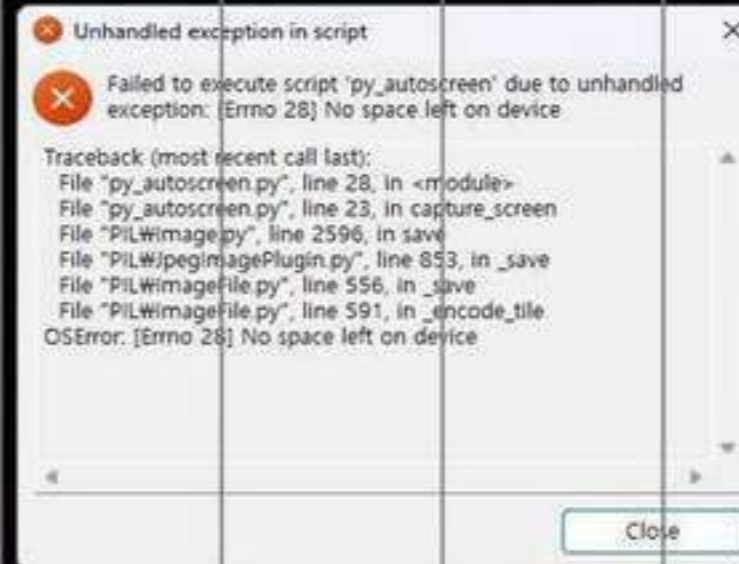 Unhandled exception in script
Failed to execute script 'py_autoscreen' due to unhandled
exception: [Errno 28] No space left on device
Traceback (most recent call last):
File "py_autoscreen.py", line 28, in <module>
File "py_autoscreen.py", line 23, in capture_screen
File "PIL₩Image.py", line 2596, in save
File "PIL₩JpegImagePlugin.py", line 853, in _save
File "PIL₩ImageFile.py", line 556, in _save
File "PIL₩ImageFile.py", line 591, in _encode_tile
OSError: [Errno 28] No space left on device
Close